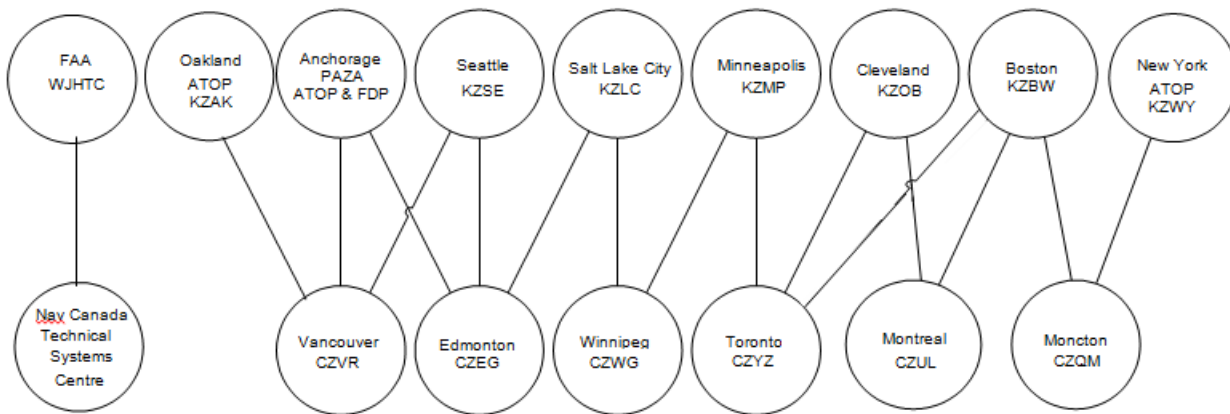 FAA
WJHTC
Oakland
ATOP
KZAK
Anchorage
PAZA
ATOP & FDP
Seattle
KZSE
Salt Lake City
KZLC
Minneapolis
KZMP
Cleveland
KZOB
Boston
KZBW
New York
ATOP
KZWY
Nav Canada
Technical
Systems
Centre
Vancouver
CZVR
Edmonton
CZEG
Winnipeg
CZWG
Toronto
CZYZ
Montreal
CZUL
Moncton
CZQM